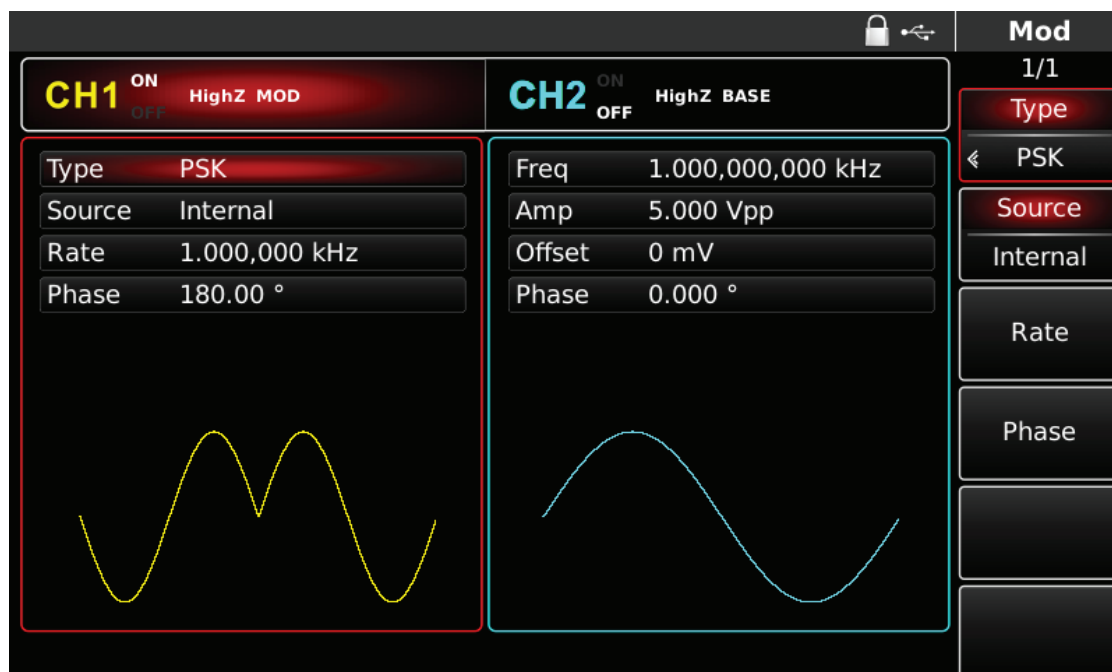 Mod
1/1
CH1 ON OFF HighZ MOD
CH2 ON OFF HighZ BASE
Type PSK
Source Internal
Rate 1.000,000 kHz
Phase 180.00 °
Freq 1.000,000,000 kHz
Amp 5.000 Vpp
Offset 0 mV
Phase 0.000 °
Type
PSK
Source
Internal
Rate
Phase